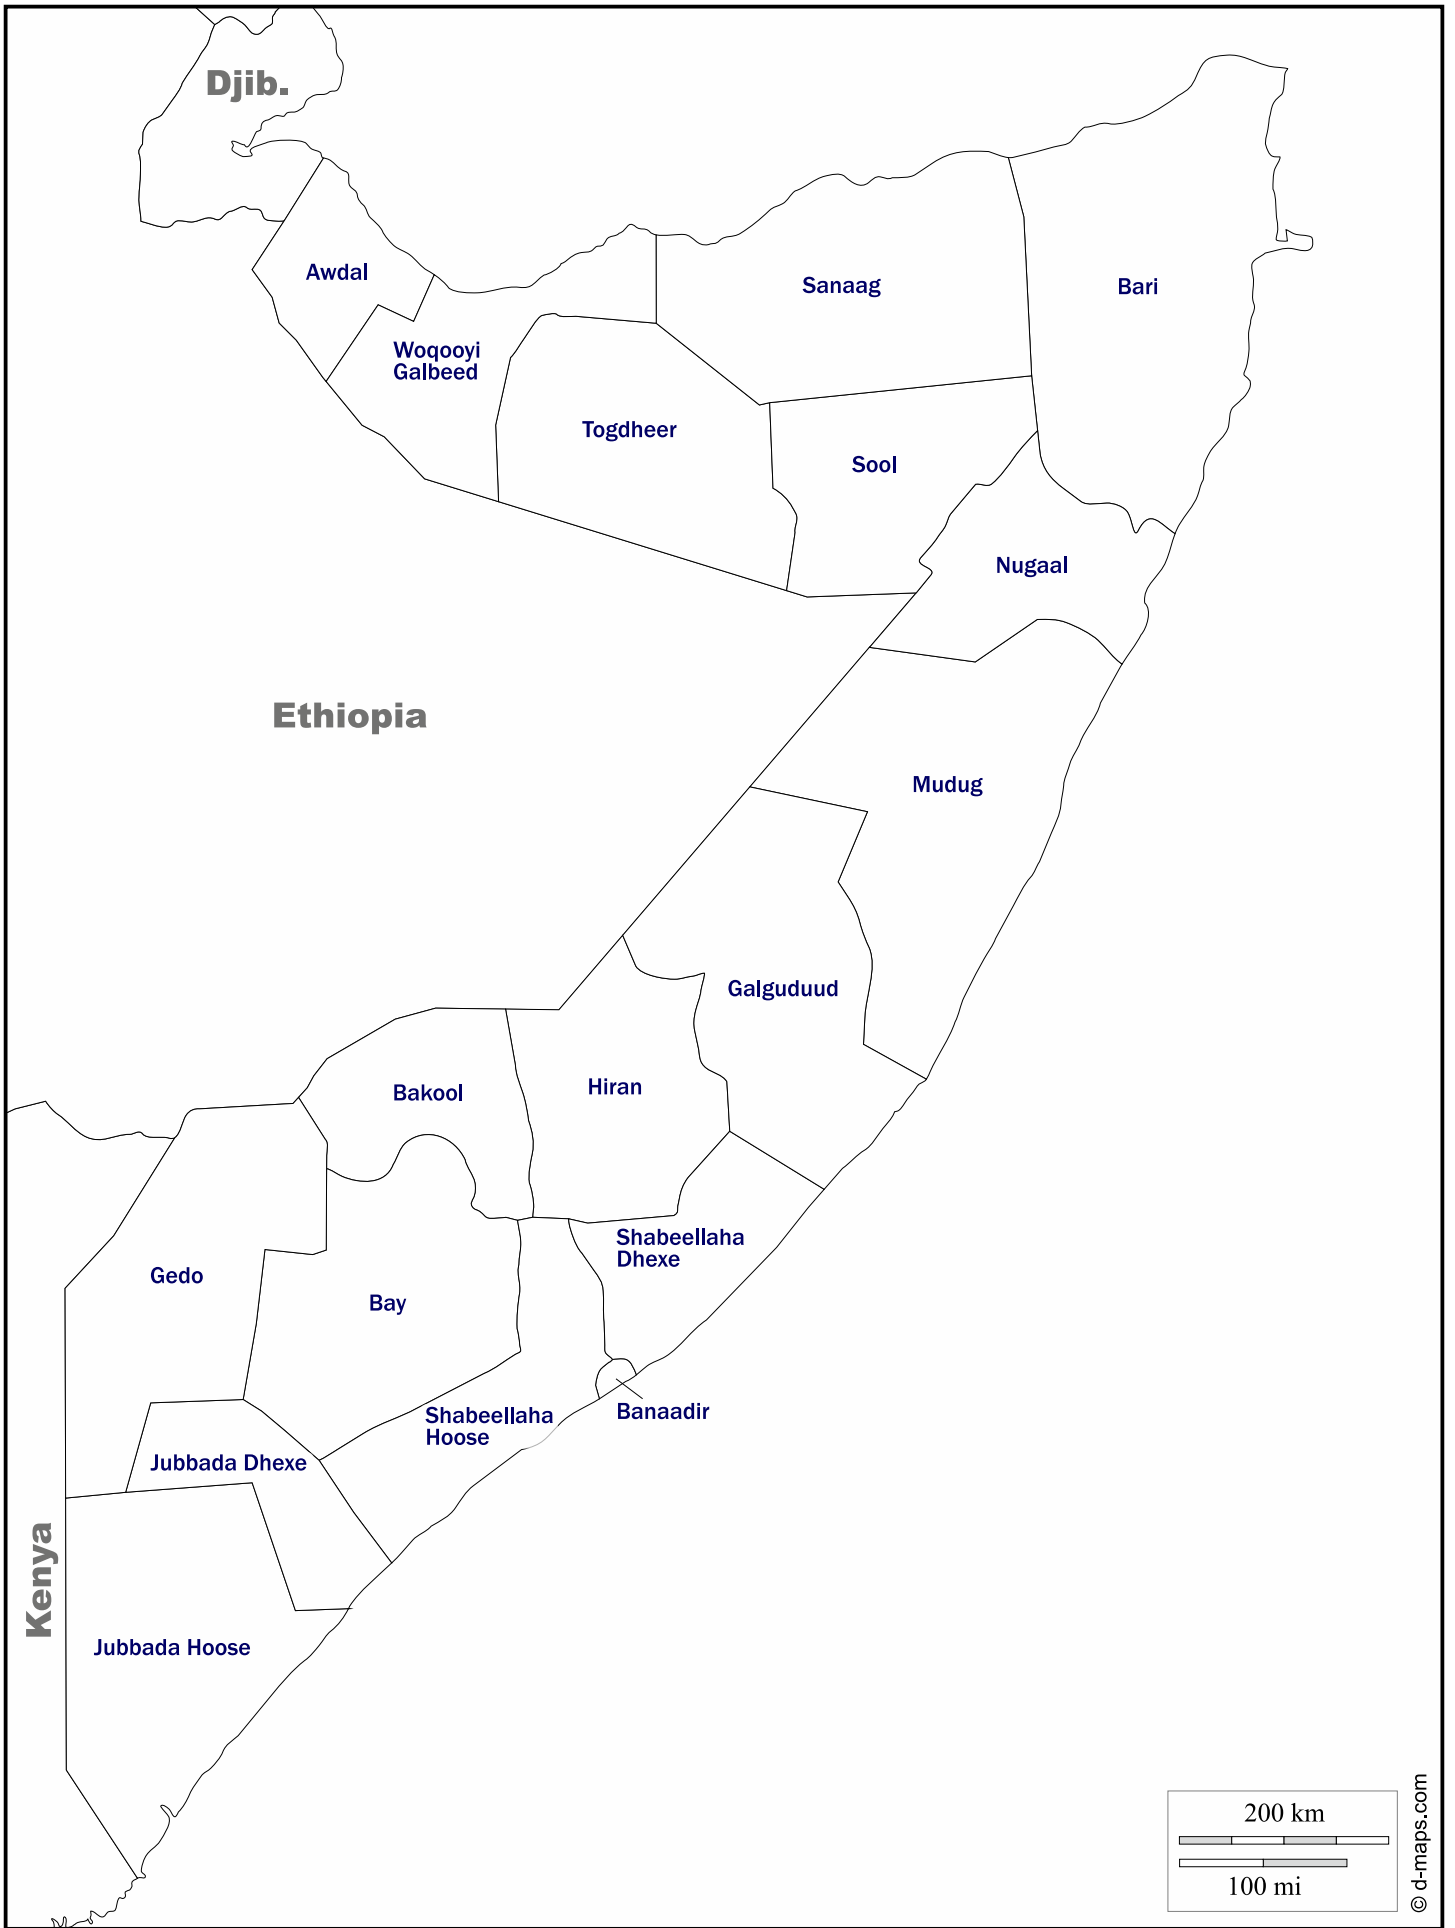 Djib.
Awdal
Sanaag
Bari
Woqooyi
Galbeed
Togdheer
Sool
Nugaal
Ethiopia
Mudug
Galguduud
Hiran
Bakool
Shabeellaha
Dhexe
Gedo
Bay
Banaadir
Shabeellaha
Hoose
Jubbada Dhexe
Kenya
Jubbada Hoose
200 km
100 mi
© d-maps.com